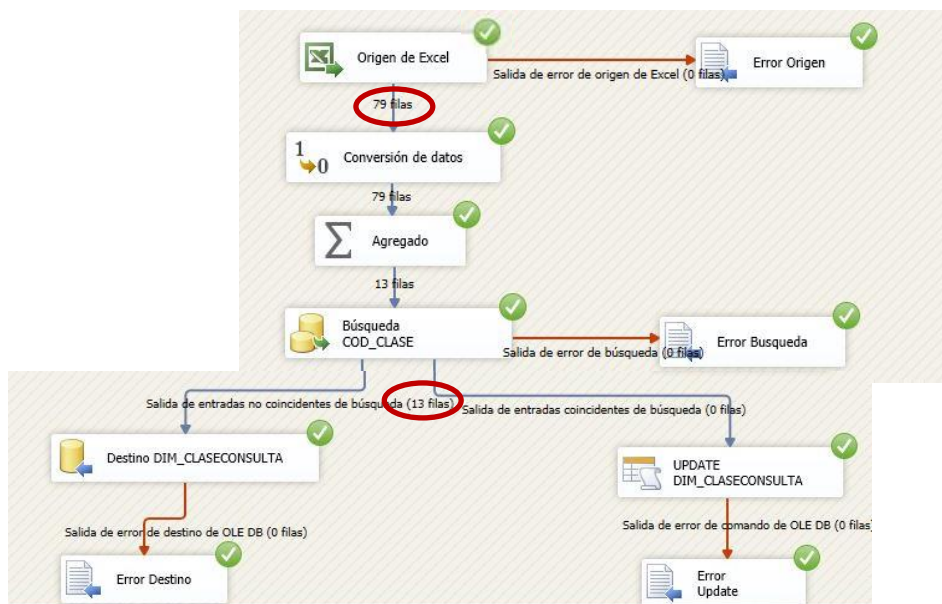 Origen de Excel
Error Origen
Salida de error de origen de Excel (0 filas)
79 filas
1
0
Conversión de datos
79 filas
Agregado
13 filas
Búsqueda
COD_CLASE
Error Busqueda
Salida de error de búsqueda (0 filas)
Salida de entradas no coincidentes de búsqueda (13 filas)
Salida de entradas coincidentes de búsqueda (0 filas)
Destino DIM_CLASECONSULTA
UPDATE
DIM_CLASECONSULTA
Salida de error de destino de OLE DB (0 filas)
Salida de error de comando de OLE DB (0 filas
Error Destino
Error
Update